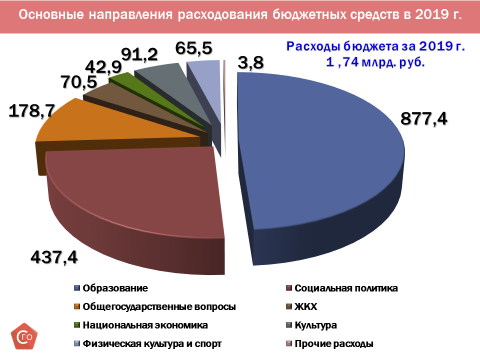 Основные направления расходования бюджетных средств в 2019 г.
Расходы бюджета за 2019 г.
1 ,74 млрд. руб.
65,5
3,8
91,2
42,9
70,5
178,7
877,4
437,4
Образование
Социальная политика
Общегосударственные вопросы
ЖКХ
Национальная экономика
Культура
Физическая культура и спорт
Прочие расходы
СГО